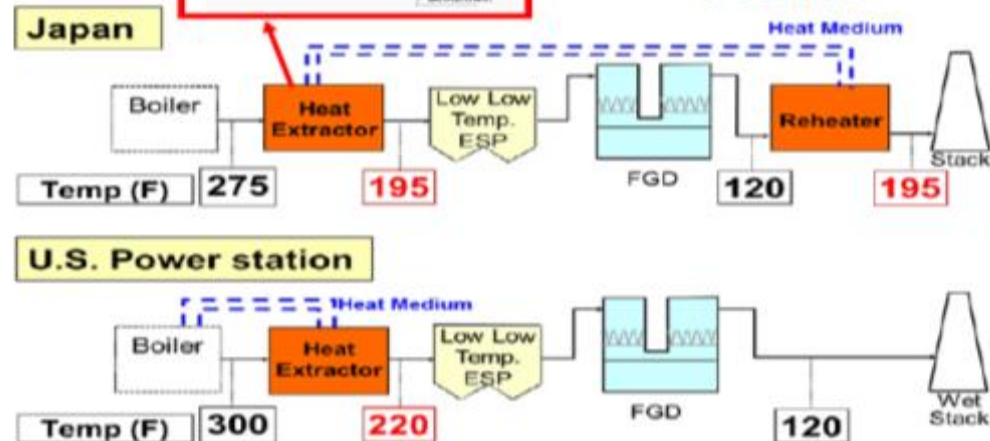 Japan
Heat Medium
Boiler
Heat
Extractor
Low Low
Temp.
ESP
FGD
Reheater
Stack
Temp (F)
275
195
120
195
U.S. Power station
Heat Medium
Boiler
Heat
Extractor
Low Low
Temp.
ESP
FGD
Wet
Stack
Temp (F)
300
220
120